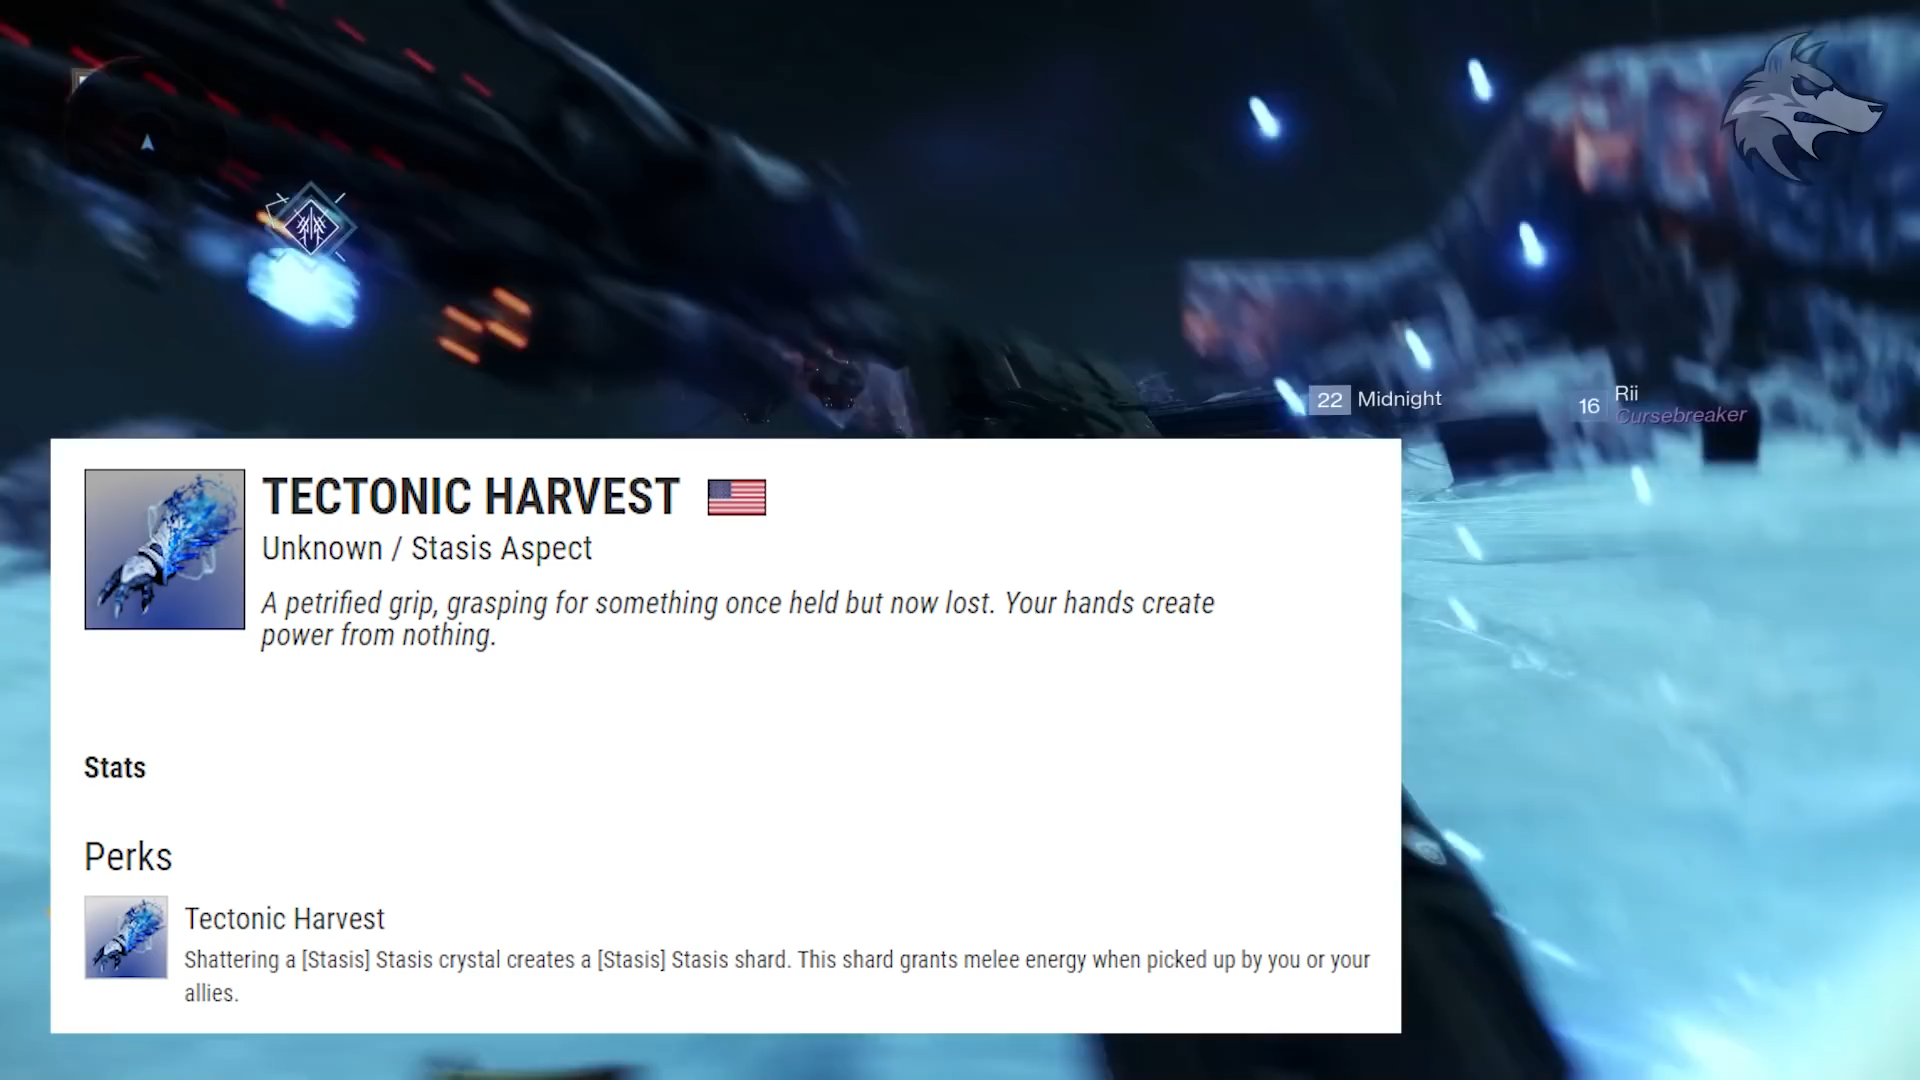 22 Midnight
16 Rii
Cursebreaker
TECTONIC HARVEST
Unknown / Stasis Aspect
A petrified grip, grasping for something once held but now lost. Your hands create
power from nothing.
Stats
Perks
Tectonic Harvest
Shattering a [Stasis] Stasis crystal creates a [Stasis] Stasis shard. This shard grants melee energy when picked up by you or your
allies.